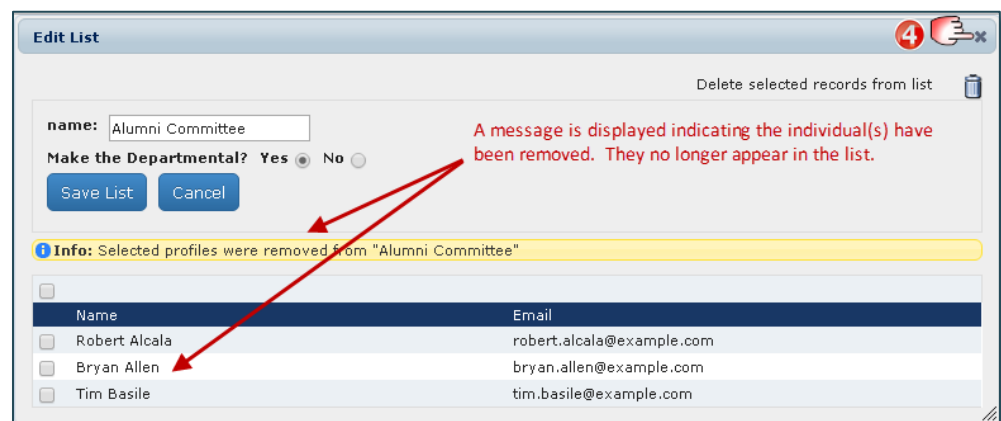 Edit List
4
Delete selected records from list
name: Alumni Committee
Make the Departmental? Yes No
Save List Cancel
A message is displayed indicating the individual(s) have
been removed. They no longer appear in the list.
Info: Selected profiles were removed from "Alumni Committee"
Name Email
Robert Alcala robert.alcala@example.com
Bryan Allen bryan.allen@example.com
Tim Basile tim.basile@example.com